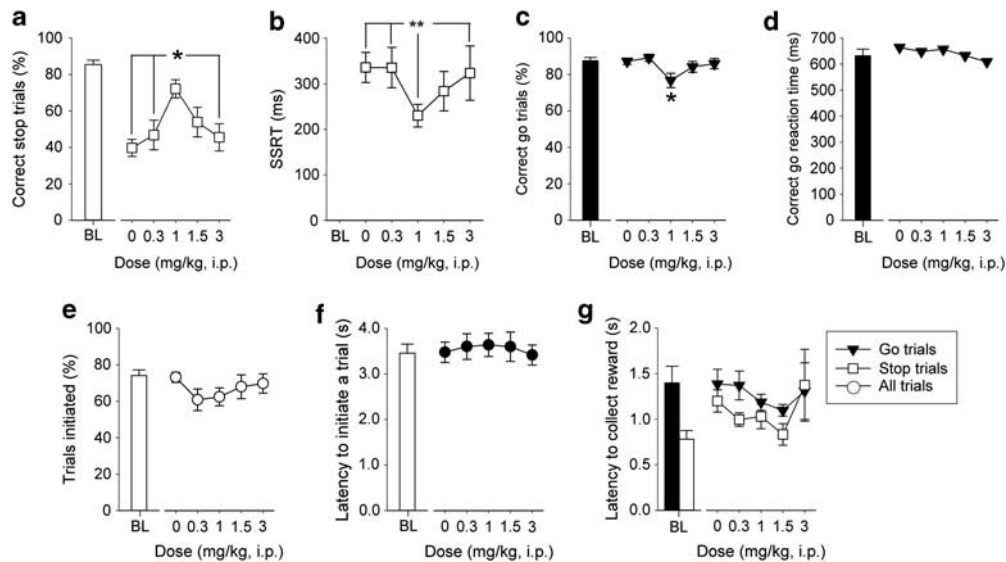 a
Correct stop trials (%)
100
80
60
40
20
0
*
BL
0 0.3 1 1.5 3
Dose (mg/kg, i.p.)
b
SSRT (ms)
400
300
200
100
0
**
BL 0 0.3 1 1.5 3
Dose (mg/kg, i.p.)
c
Correct go trials (%)
100
80
60
40
20
0
*
BL
0 0.3 1 1.5 3
Dose (mg/kg, i.p.)
d
Correct go reaction time (ms)
700
600
500
400
300
200
100
0
BL
0 0.3 1 1.5 3
Dose (mg/kg, i.p.)
e
Trials initiated (%)
100
80
60
40
20
0
BL
0 0.3 1 1.5 3
Dose (mg/kg, i.p.)
f
Latency to initiate a trial (s)
4.0
3.0
2.0
1.0
0.0
BL
0 0.3 1 1.5 3
Dose (mg/kg, i.p.)
g
Latency to collect reward (s)
2.0
1.5
1.0
0.5
0.0
BL
0 0.3 1 1.5 3
Dose (mg/kg, i.p.)
Go trials
Stop trials
All trials